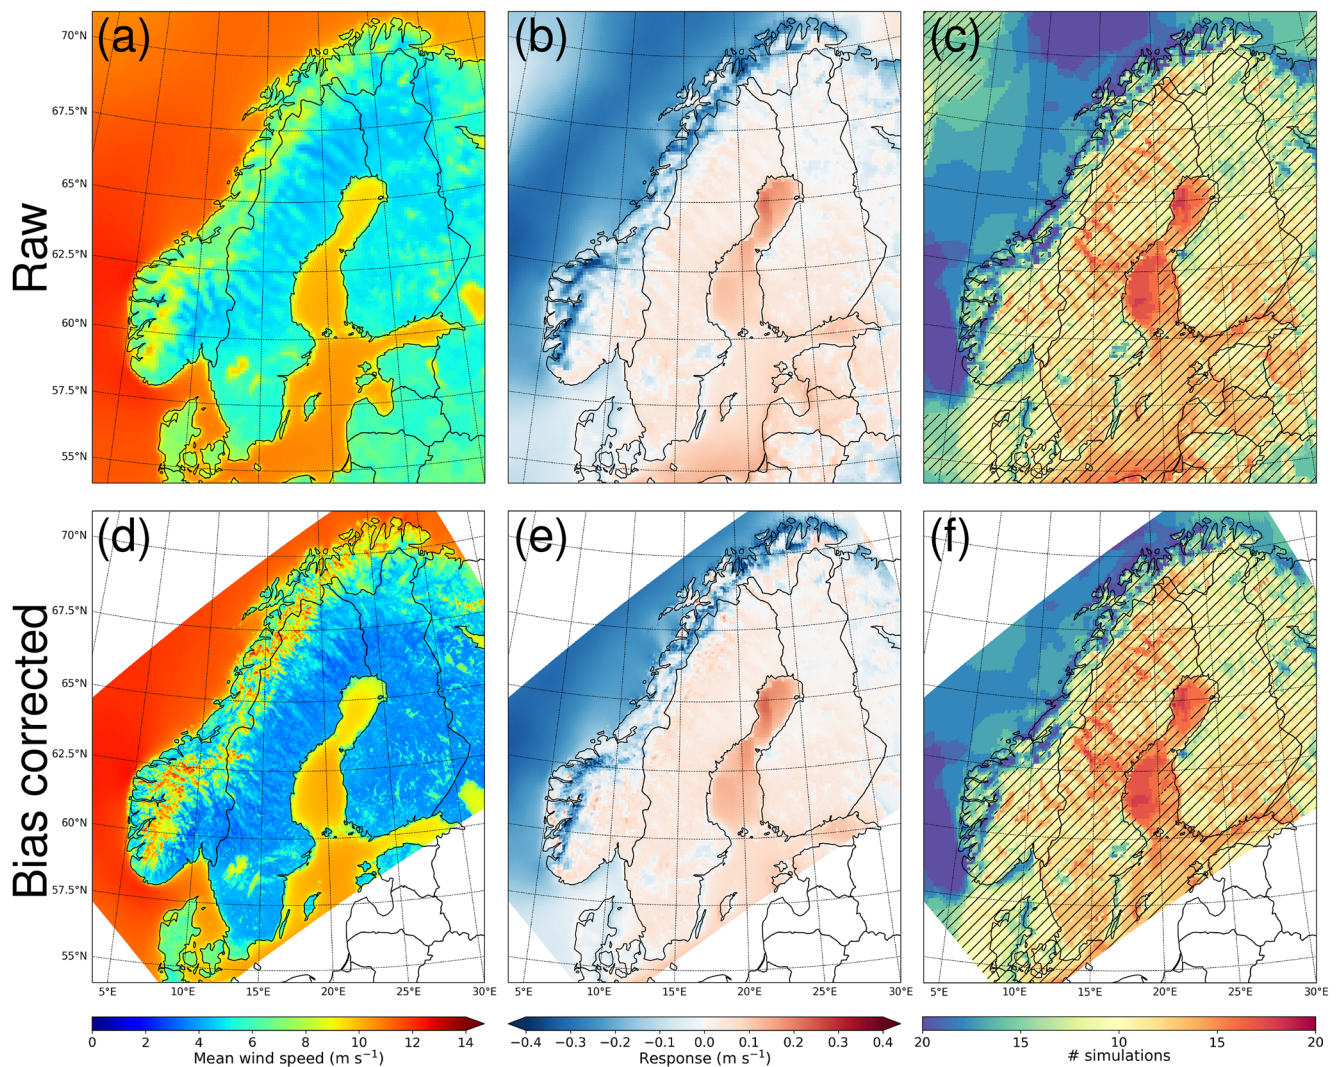 (a)
(b)
(c)
70°N
67.5°N
65°N
62.5°N
60°N
57.5°N
55°N
Raw
(d)
(e)
(f)
70°N
67.5°N
65°N
62.5°N
60°N
57.5°N
55°N
Bias corrected
5°E 10°E 15°E 20°E 25°E 30°E
5°E 10°E 15°E 20°E 25°E 30°E
5°E 10°E 15°E 20°E 25°E 30°E
0 2 4 6 8 10 12 14
Mean wind speed (m s⁻¹)
−0.4 −0.3 −0.2 −0.1 0.0 0.1 0.2 0.3 0.4
Response (m s⁻¹)
20 15 10 15 20
# simulations